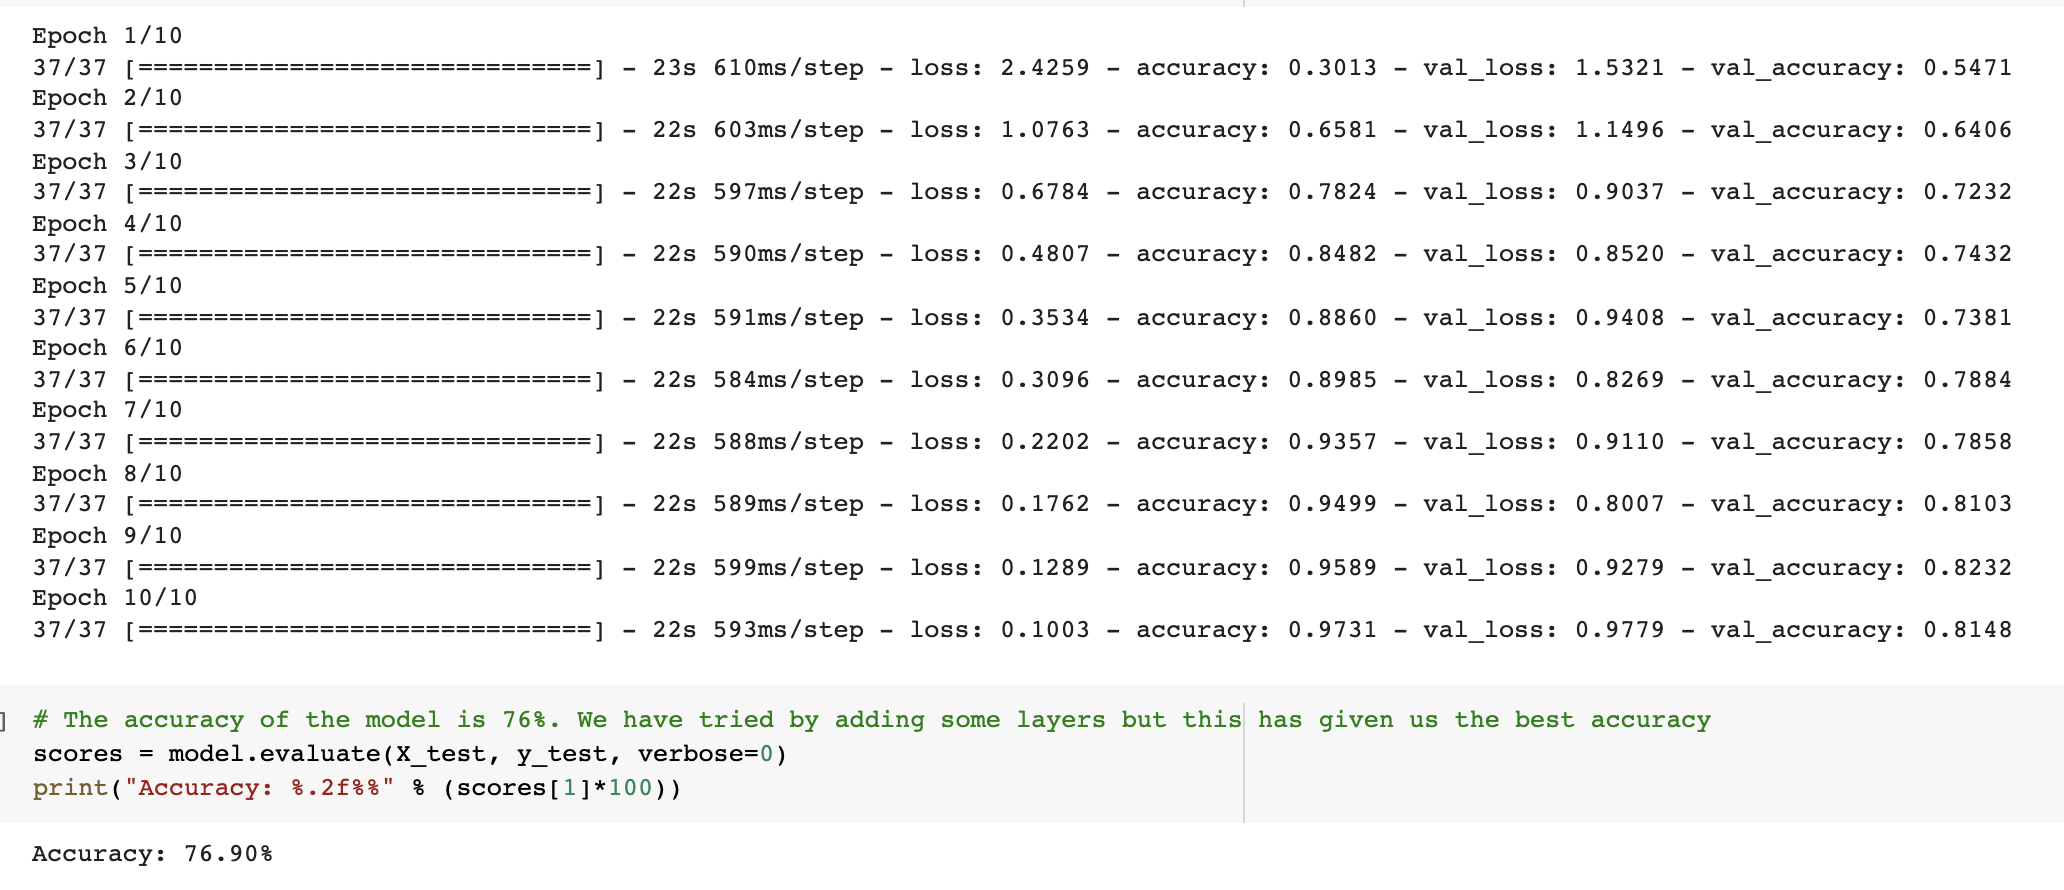 Epoch 1/10
37/37 [==============================] - 23s 610ms/step - loss: 2.4259 - accuracy: 0.3013 - val_loss: 1.5321 - val_accuracy: 0.5471
Epoch 2/10
37/37 [==============================] - 22s 603ms/step - loss: 1.0763 - accuracy: 0.6581 - val_loss: 1.1496 - val_accuracy: 0.6406
Epoch 3/10
37/37 [==============================] - 22s 597ms/step - loss: 0.6784 - accuracy: 0.7824 - val_loss: 0.9037 - val_accuracy: 0.7232
Epoch 4/10
37/37 [==============================] - 22s 590ms/step - loss: 0.4807 - accuracy: 0.8482 - val_loss: 0.8520 - val_accuracy: 0.7432
Epoch 5/10
37/37 [==============================] - 22s 591ms/step - loss: 0.3534 - accuracy: 0.8860 - val_loss: 0.9408 - val_accuracy: 0.7381
Epoch 6/10
37/37 [==============================] - 22s 584ms/step - loss: 0.3096 - accuracy: 0.8985 - val_loss: 0.8269 - val_accuracy: 0.7884
Epoch 7/10
37/37 [==============================] - 22s 588ms/step - loss: 0.2202 - accuracy: 0.9357 - val_loss: 0.9110 - val_accuracy: 0.7858
Epoch 8/10
37/37 [==============================] - 22s 589ms/step - loss: 0.1762 - accuracy: 0.9499 - val_loss: 0.8007 - val_accuracy: 0.8103
Epoch 9/10
37/37 [==============================] - 22s 599ms/step - loss: 0.1289 - accuracy: 0.9589 - val_loss: 0.9279 - val_accuracy: 0.8232
Epoch 10/10
37/37 [==============================] - 22s 593ms/step - loss: 0.1003 - accuracy: 0.9731 - val_loss: 0.9779 - val_accuracy: 0.8148
] # The accuracy of the model is 76%. We have tried by adding some layers but this has given us the best accuracy
scores = model.evaluate(X_test, y_test, verbose=0)
print("Accuracy: %.2f%%" % (scores[1]*100))
Accuracy: 76.90%